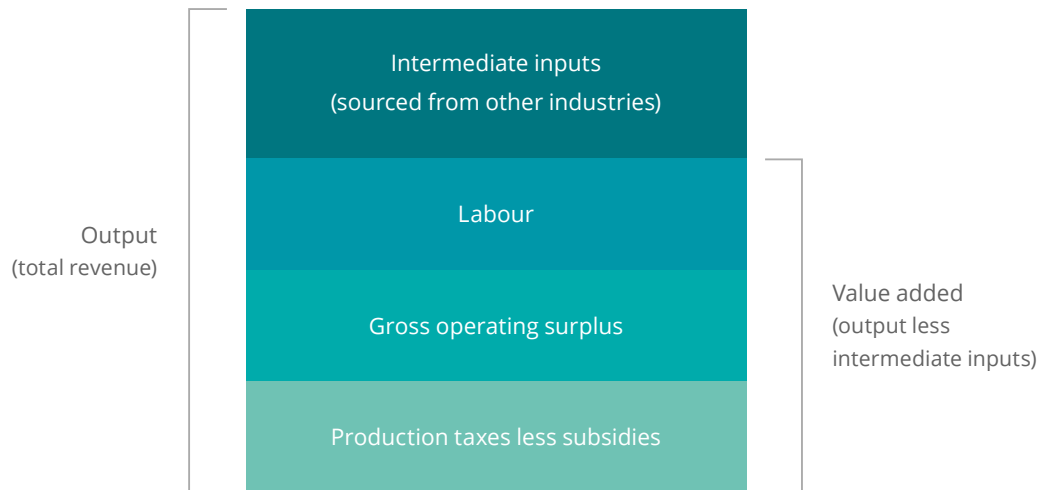 Intermediate inputs
(sourced from other industries)
Labour
Output
(total revenue)
Value added
(output less
intermediate inputs)
Gross operating surplus
Production taxes less subsidies